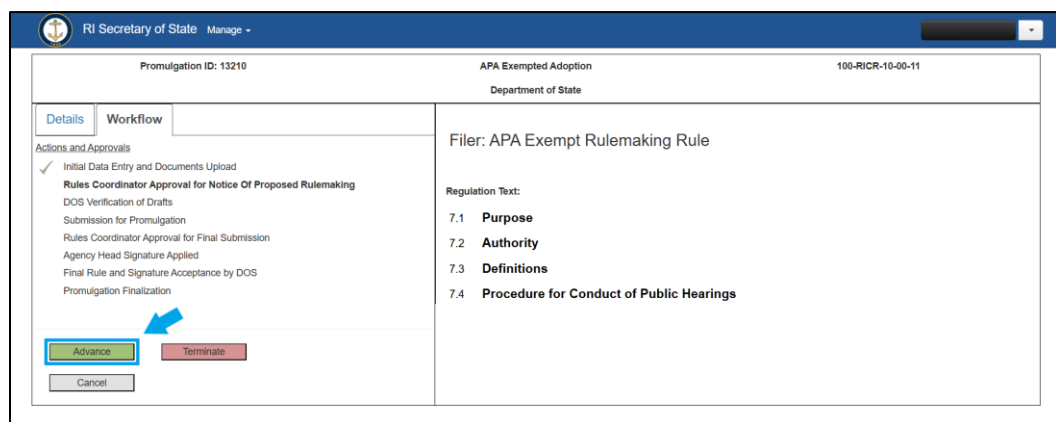 RI Secretary of State Manage
Promulgation ID: 13210
APA Exempted Adoption
100-RICR-10-00-11
Department of State
Details
Workflow
Actions and Approvals
Initial Data Entry and Documents Upload
Rules Coordinator Approval for Notice Of Proposed Rulemaking
DOS Verification of Drafts
Submission for Promulgation
Rules Coordinator Approval for Final Submission
Agency Head Signature Applied
Final Rule and Signature Acceptance by DOS
Promulgation Finalization
Advance
Terminate
Cancel
Filer: APA Exempt Rulemaking Rule
Regulation Text:
7.1 Purpose
7.2 Authority
7.3 Definitions
7.4 Procedure for Conduct of Public Hearings